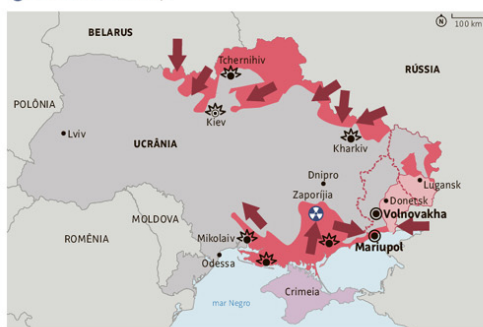 N
100 km
BELARUS
Tchernihiv
RÚSSIA
POLÔNIA
Kiev
Lviv
UCRÂNIA
Kharkiv
Dnipro
Lugansk
Zaporíjia
Donetsk
Volnovakha
MOLDOVA
ROMÊNIA
Mikolaiv
Mariupol
Odessa
Crimeia
mar Negro